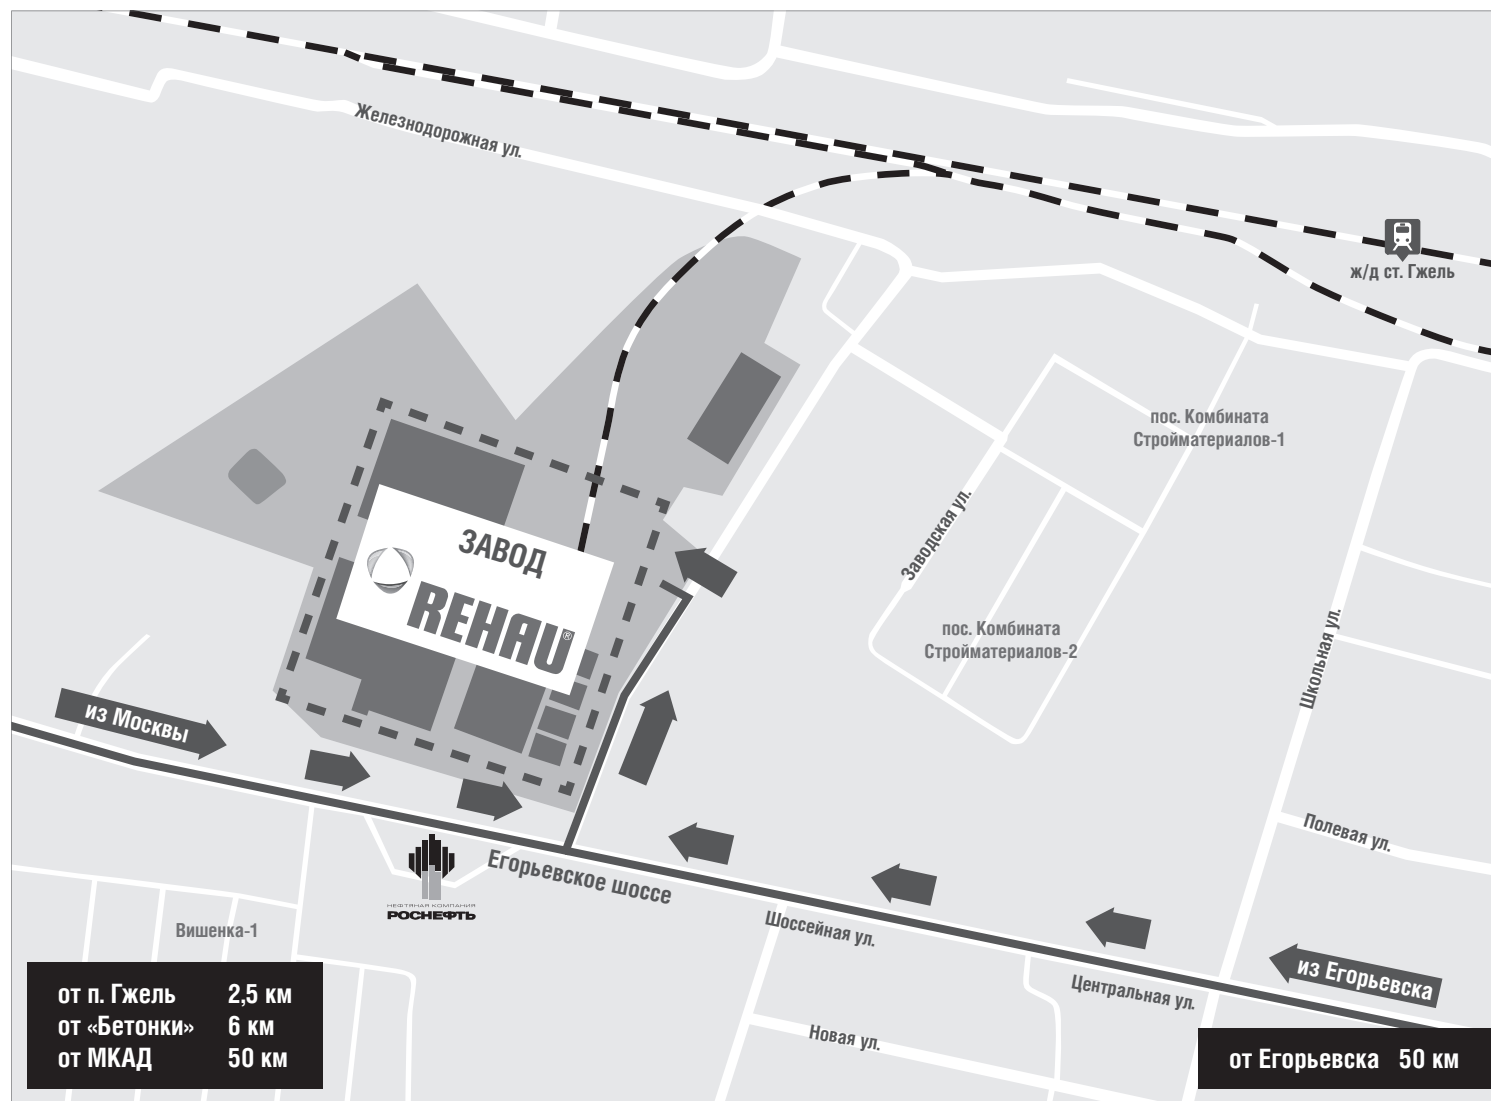 Железнодорожная ул.
ж/д ст. Гжель
пос. Комбината
Стройматериалов-1
Заводская ул.
ЗАВОД
REHAU®
пос. Комбината
Стройматериалов-2
Школьная ул.
из Москвы
Полевая ул.
Егорьевское шоссе
НЕФТЯНАЯ КОМПАНИЯ
РОСНЕФТЬ
Шоссейная ул.
Вишенка-1
из Егорьевска
Центральная ул.
от п. Гжель 2,5 км
от «Бетонки» 6 км
от МКАД 50 км
Новая ул.
от Егорьевска 50 км